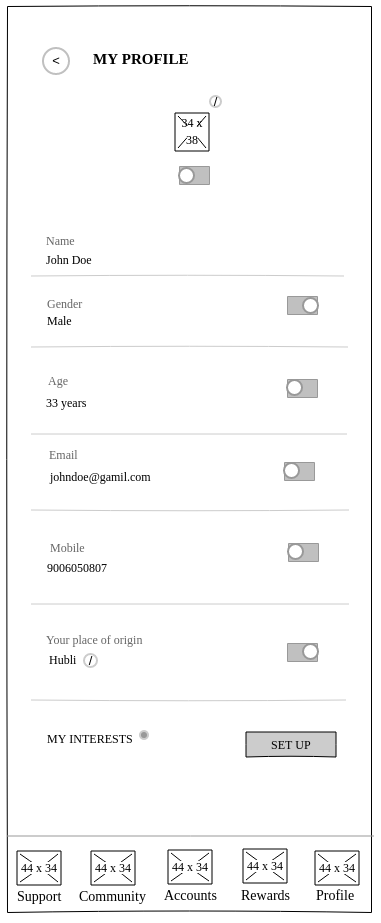 < MY PROFILE
34 x
38
Name
John Doe
Gender
Male
Age
33 years
Email
johndoe@gamil.com
Mobile
9006050807
Your place of origin
Hubli
MY INTERESTS SET UP
44 x 34 44 x 34 44 x 34 44 x 34 44 x 34
Support Community Accounts Rewards Profile